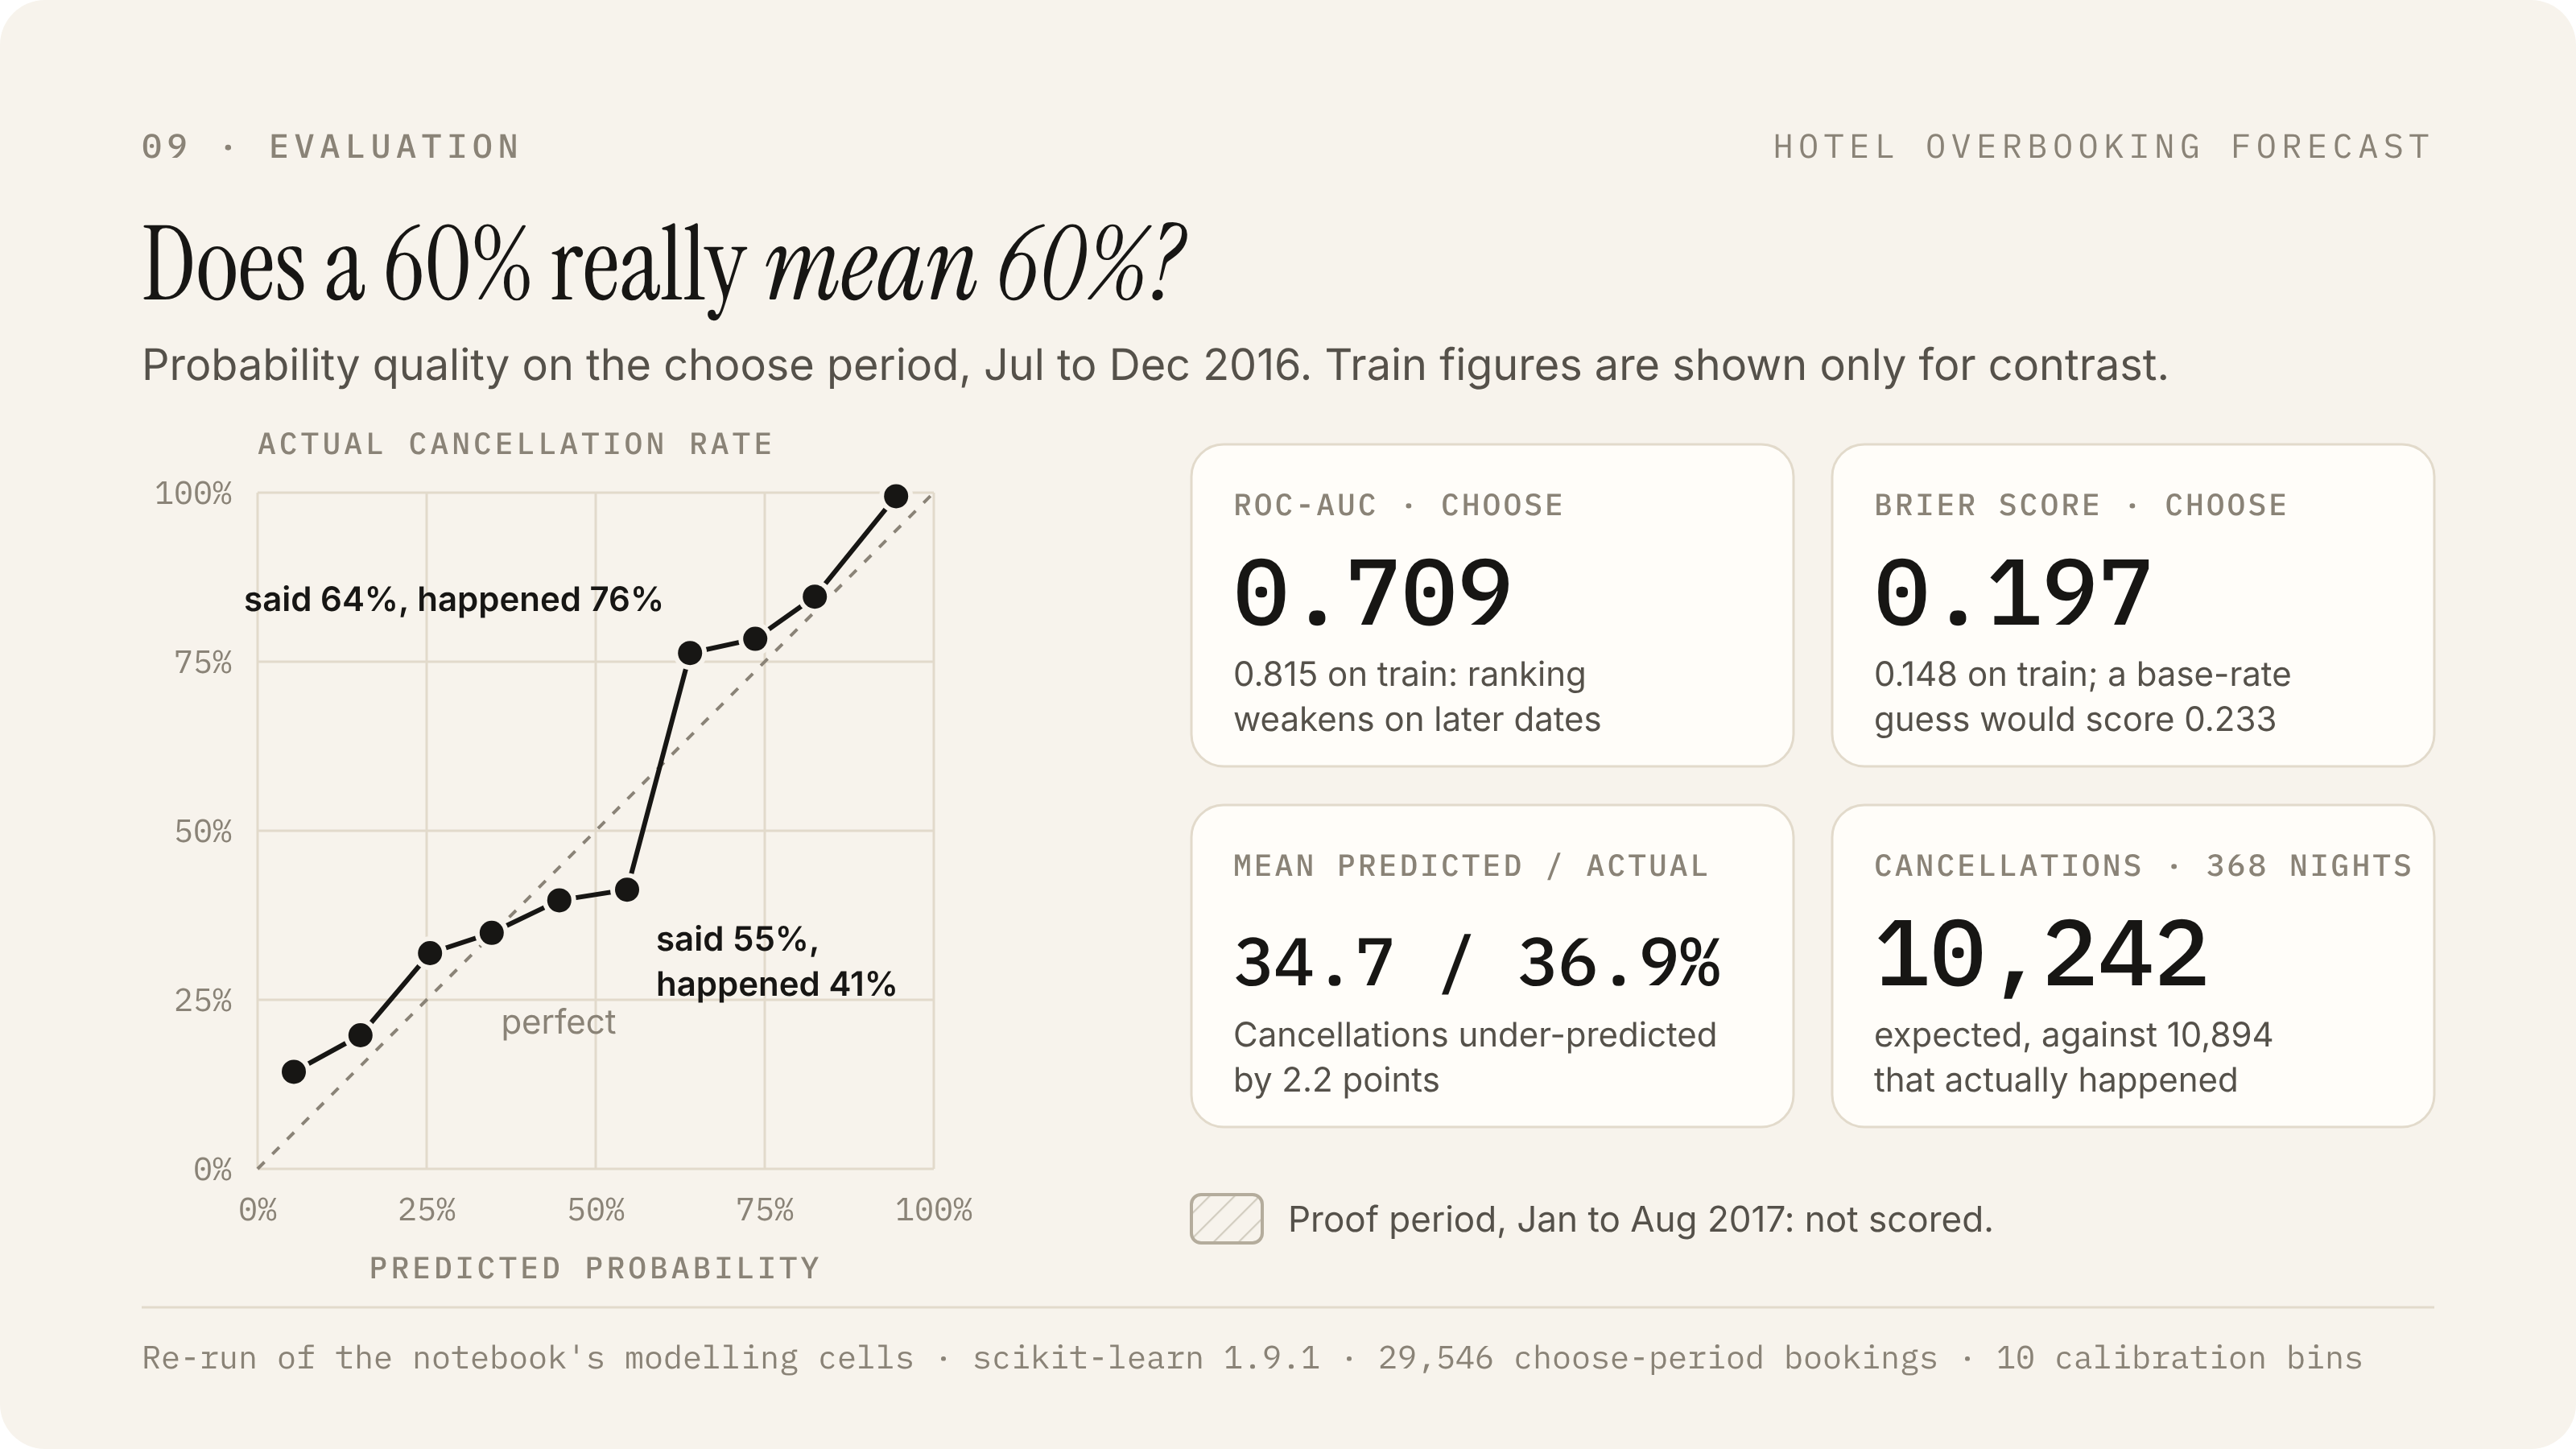 09 · EVALUATION
HOTEL OVERBOOKING FORECAST
Does a 60% really mean 60%?
Probability quality on the choose period, Jul to Dec 2016. Train figures are shown only for contrast.
ACTUAL CANCELLATION RATE
100%
75%
50%
25%
0%
said 64%, happened 76%
said 55%,
happened 41%
perfect
0% 25% 50% 75% 100%
PREDICTED PROBABILITY
ROC-AUC · CHOOSE
0.709
0.815 on train: ranking
weakens on later dates
BRIER SCORE · CHOOSE
0.197
0.148 on train; a base-rate
guess would score 0.233
MEAN PREDICTED / ACTUAL
34.7 / 36.9%
Cancellations under-predicted
by 2.2 points
CANCELLATIONS · 368 NIGHTS
10,242
expected, against 10,894
that actually happened
Proof period, Jan to Aug 2017: not scored.
Re-run of the notebook's modelling cells · scikit-learn 1.9.1 · 29,546 choose-period bookings · 10 calibration bins